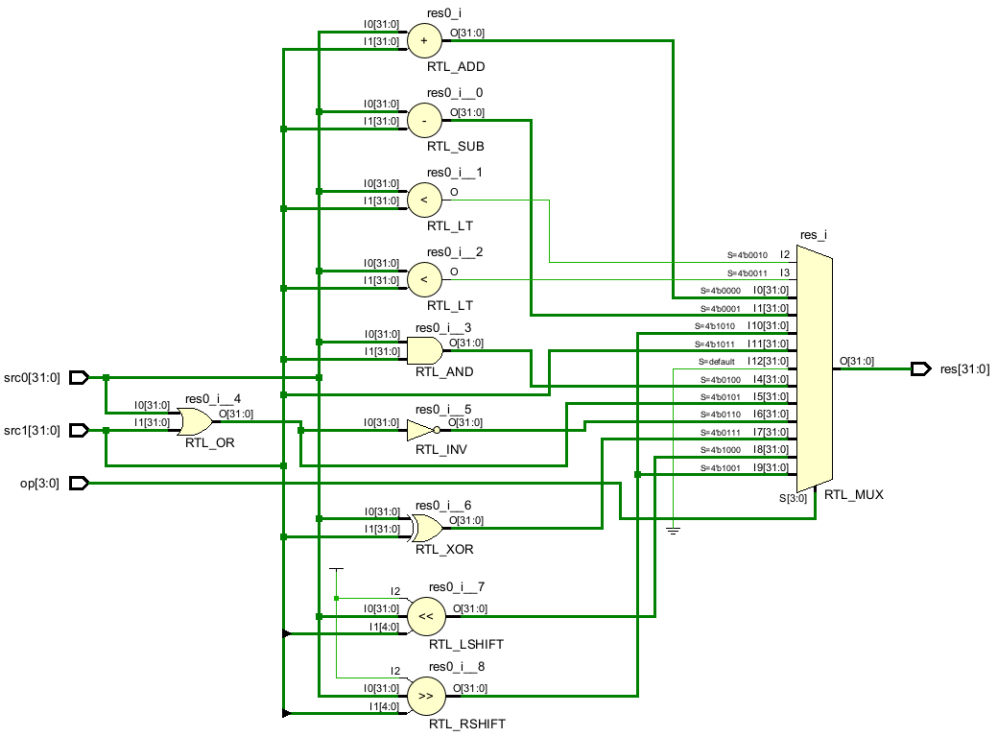 res0_i
I0[31:0]
O[31:0]
I1[31:0]
+
RTL_ADD
res0_i__0
I0[31:0]
O[31:0]
I1[31:0]
-
RTL_SUB
res0_i__1
I0[31:0]
O
I1[31:0]
<
RTL_LT
res0_i__2
I0[31:0]
O
I1[31:0]
<
RTL_LT
res0_i__3
I0[31:0]
O[31:0]
I1[31:0]
RTL_AND
src0[31:0]
src1[31:0]
op[3:0]
res0_i__4
I0[31:0]
O[31:0]
I1[31:0]
RTL_OR
res0_i__5
I0[31:0]
O[31:0]
RTL_INV
res0_i__6
I0[31:0]
O[31:0]
I1[31:0]
RTL_XOR
res0_i__7
I2
I0[31:0]
O[31:0]
I1[4:0]
<<
RTL_LSHIFT
res0_i__8
I2
I0[31:0]
O[31:0]
I1[4:0]
>>
RTL_RSHIFT
res_i
S=4'b0010 I2
S=4'b0011 I3
S=4'b0000 I0[31:0]
S=4'b0001 I1[31:0]
S=4'b1010 I10[31:0]
S=4'b1011 I11[31:0]
S=default I12[31:0]
S=4'b0100 I4[31:0]
S=4'b0101 I5[31:0]
S=4'b0110 I6[31:0]
S=4'b0111 I7[31:0]
S=4'b1000 I8[31:0]
S=4'b1001 I9[31:0]
S[3:0]
RTL_MUX
O[31:0]
res[31:0]